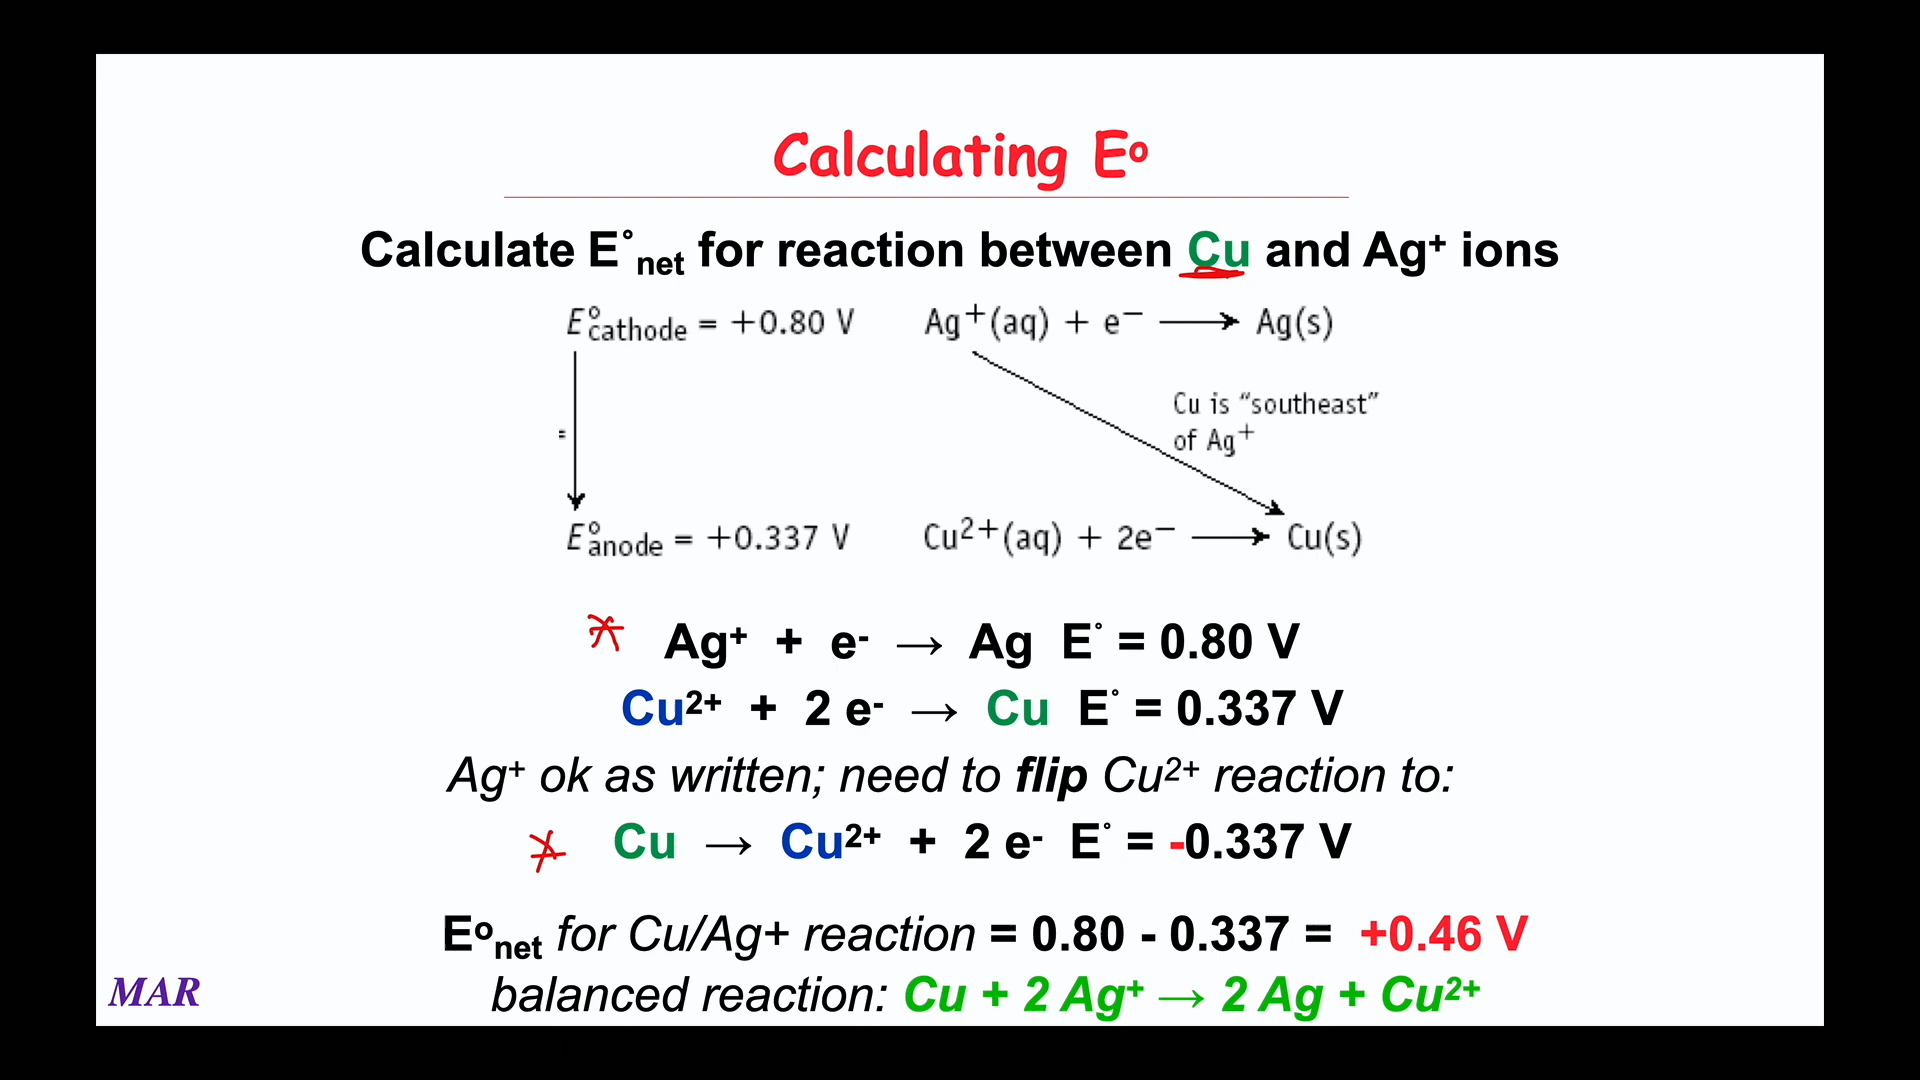 Calculating Eº
Calculate E°net for reaction between Cu and Ag⁺ ions
E°cathode = +0.80 V Ag⁺(aq) + e⁻ ⟶ Ag(s)
Cu is “southeast”
of Ag⁺
=
E°anode = +0.337 V Cu²⁺(aq) + 2e⁻ ⟶ Cu(s)
Ag⁺ + e⁻ → Ag E° = 0.80 V
Cu²⁺ + 2 e⁻ → Cu E° = 0.337 V
Ag⁺ ok as written; need to flip Cu²⁺ reaction to:
Cu → Cu²⁺ + 2 e⁻ E° = -0.337 V
Eºnet for Cu/Ag+ reaction = 0.80 - 0.337 = +0.46 V
balanced reaction: Cu + 2 Ag⁺ → 2 Ag + Cu²⁺
MAR